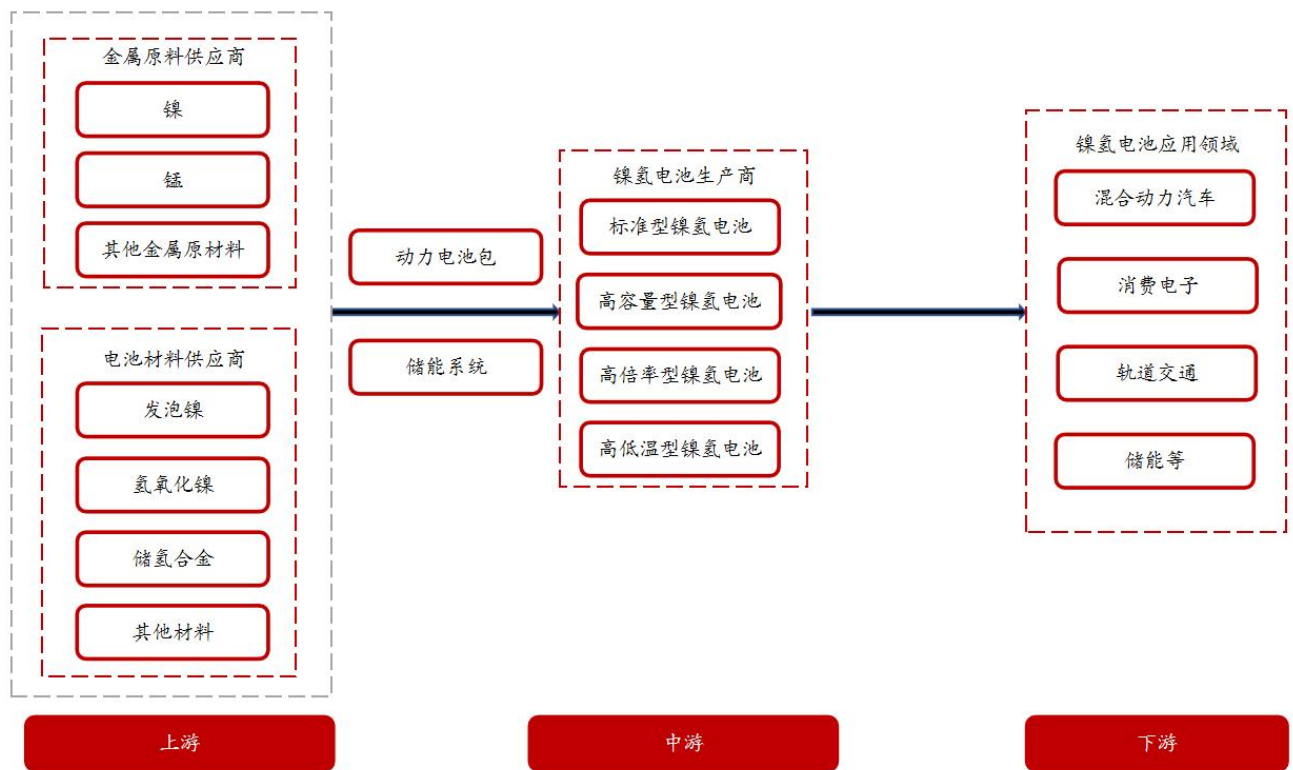 金属原料供应商
镍
锰
其他金属原材料
电池材料供应商
发泡镍
氢氧化镍
储氢合金
其他材料
动力电池包
储能系统
镍氢电池生产商
标准型镍氢电池
高容量型镍氢电池
高倍率型镍氢电池
高低温型镍氢电池
镍氢电池应用领域
混合动力汽车
消费电子
轨道交通
储能等
上游
中游
下游